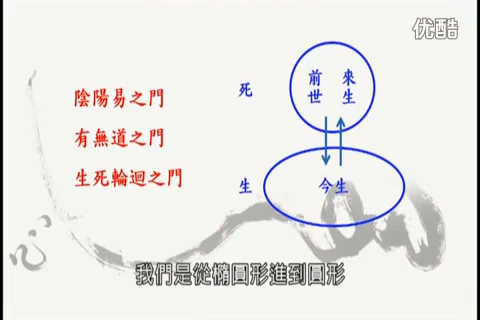 优酷
陰陽易之門
有無道之門
生死輪迴之門
死
前世
來生
生
今生
我們是從橢圓形進到圓形